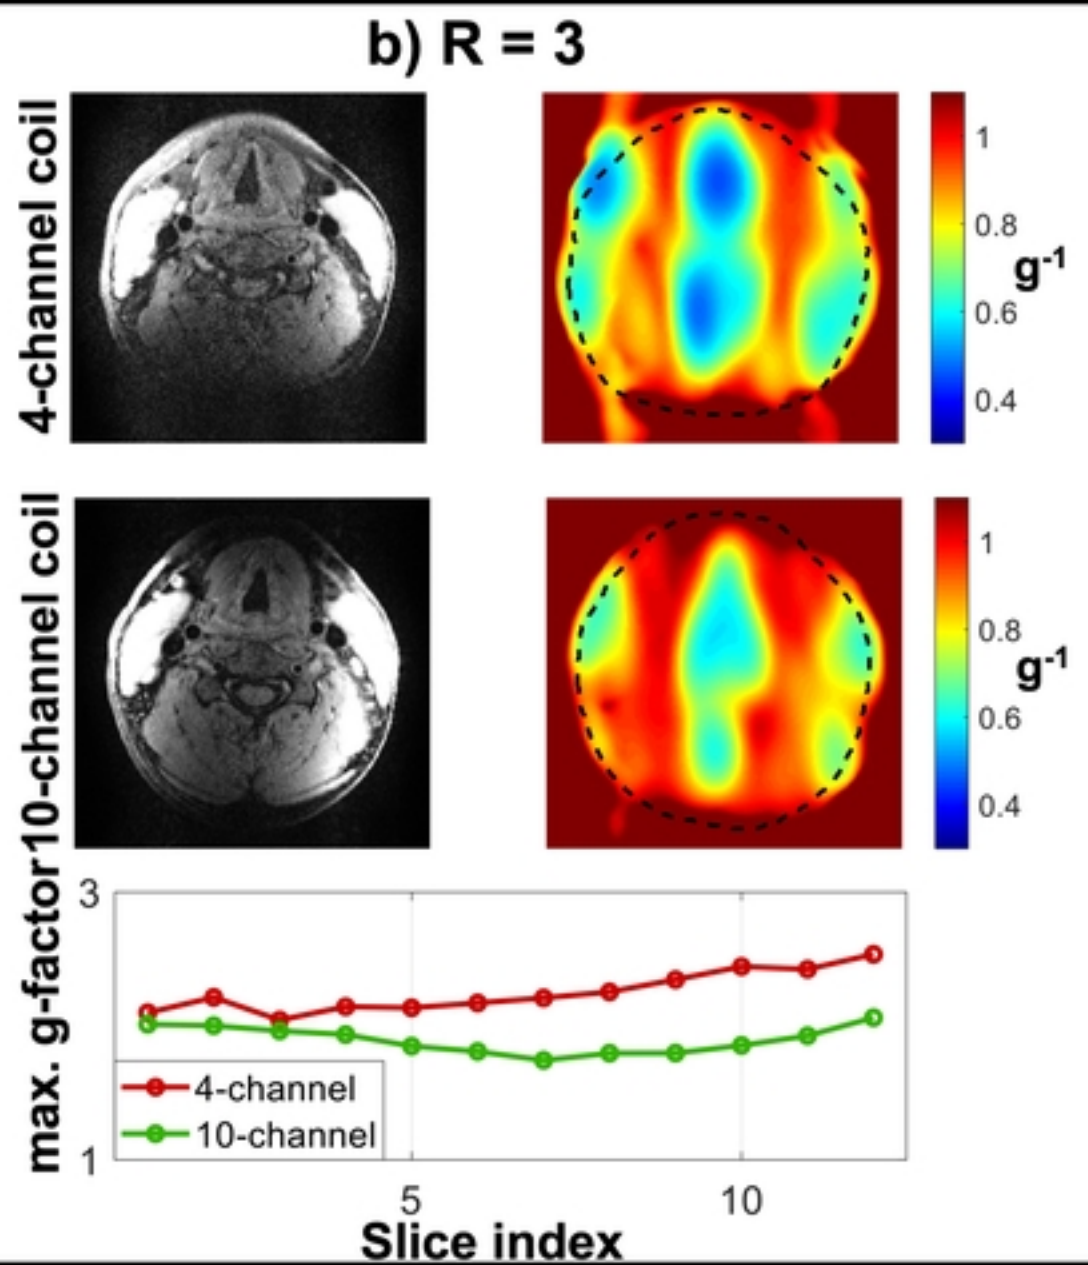 b) R = 3
4-channel coil
1
0.8
0.6
0.4
g-1
10-channel coil
1
0.8
0.6
0.4
g-1
max. g-factor
3
1
4-channel
10-channel
5
10
Slice index